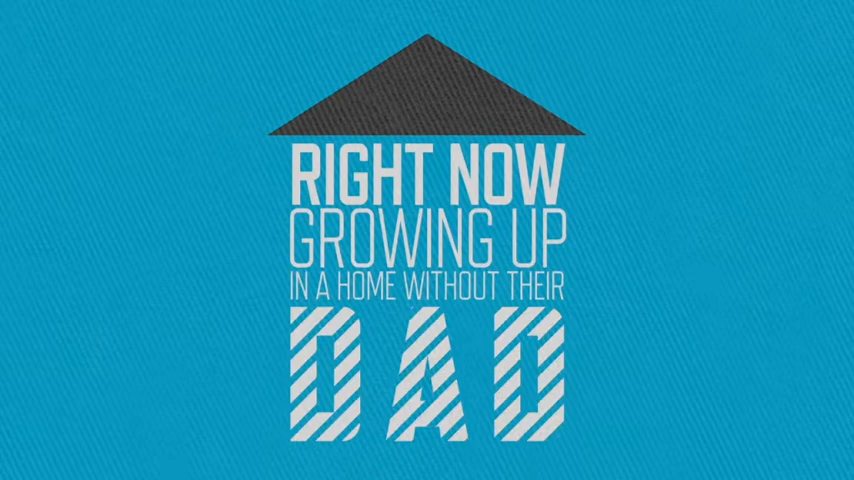 RIGHT NOW
GROWING UP
IN A HOME WITHOUT THEIR
DAD